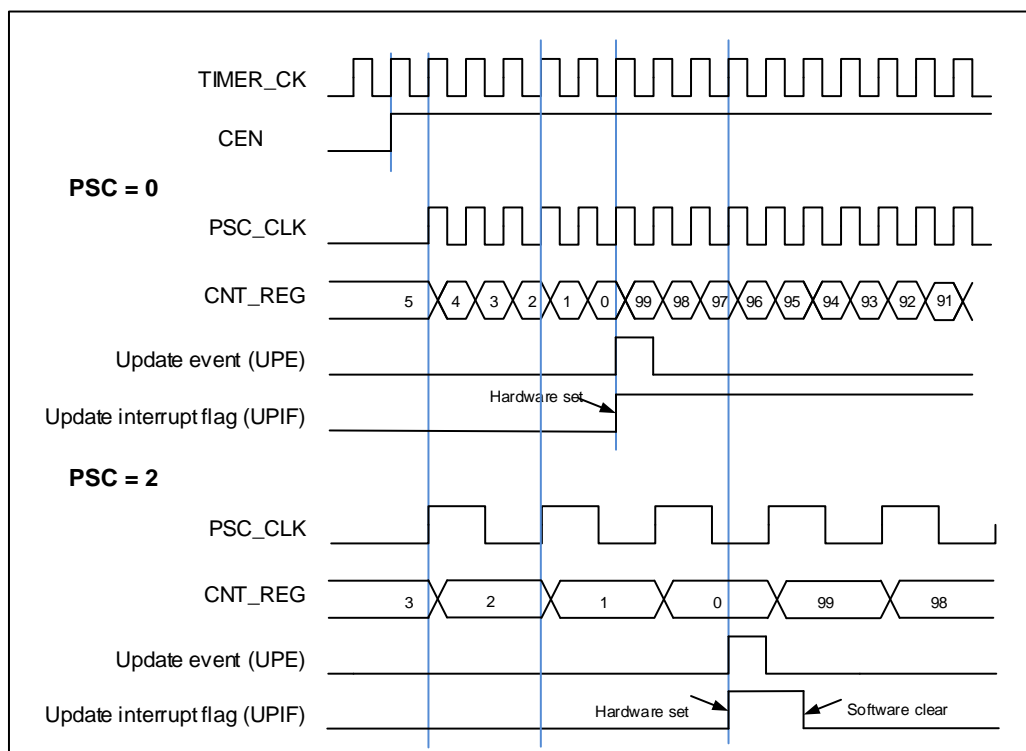 TIMER_CK
CEN
PSC = 0
PSC_CLK
CNT_REG 5 4 3 2 1 0 99 98 97 96 95 94 93 92 91
Update event (UPE)
Hardware set
Update interrupt flag (UPIF)
PSC = 2
PSC_CLK
CNT_REG 3 2 1 0 99 98
Update event (UPE)
Update interrupt flag (UPIF) Hardware set Software clear